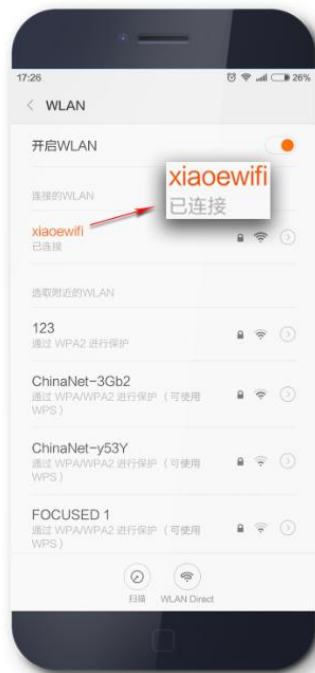 17:26
26%
WLAN
开启WLAN
连接的WLAN
xiaoewifi
已连接
xiaoewifi
已连接
选取附近的WLAN
123
通过 WPA2 进行保护
ChinaNet-3Gb2
通过 WPA/WPA2 进行保护（可使用
WPS）
ChinaNet-y53Y
通过 WPA/WPA2 进行保护（可使用
WPS）
FOCUSED 1
通过 WPA/WPA2 进行保护（可使用
WPS）
扫描
WLAN Direct